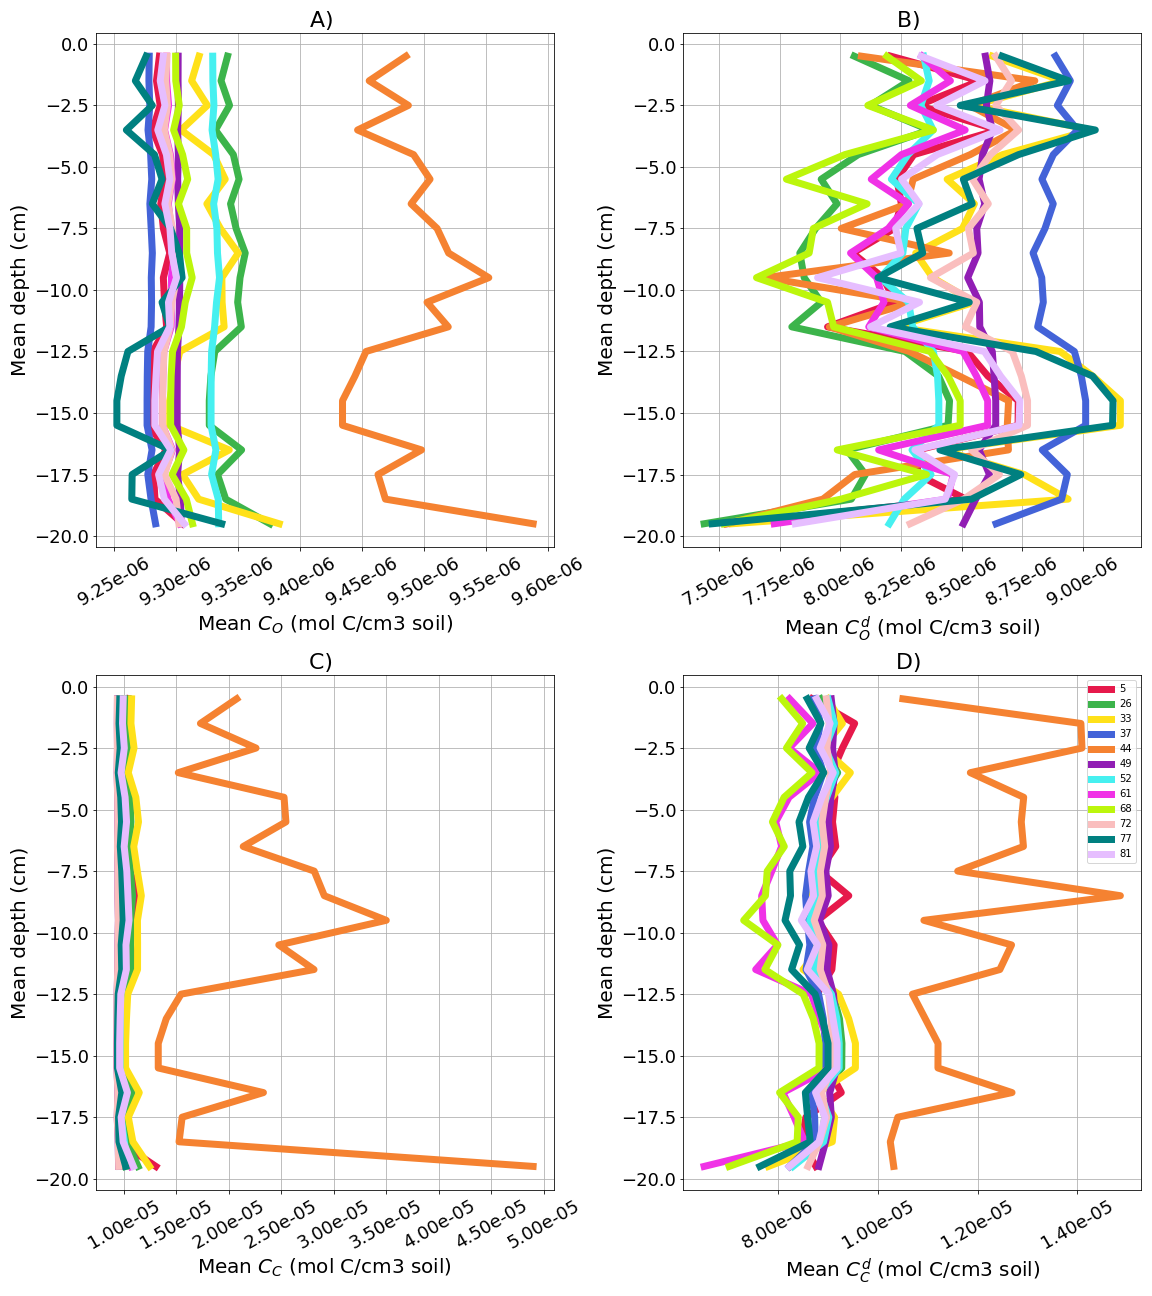 A)
0.0
−2.5
−5.0
−7.5
−10.0
−12.5
−15.0
−17.5
−20.0
Mean depth (cm)
9.25e-06
9.30e-06
9.35e-06
9.40e-06
9.45e-06
9.50e-06
9.55e-06
9.60e-06
Mean C_O (mol C/cm3 soil)
B)
0.0
−2.5
−5.0
−7.5
−10.0
−12.5
−15.0
−17.5
−20.0
Mean depth (cm)
7.50e-06
7.75e-06
8.00e-06
8.25e-06
8.50e-06
8.75e-06
9.00e-06
Mean C_O^d (mol C/cm3 soil)
C)
0.0
−2.5
−5.0
−7.5
−10.0
−12.5
−15.0
−17.5
−20.0
Mean depth (cm)
1.00e-05
1.50e-05
2.00e-05
2.50e-05
3.00e-05
3.50e-05
4.00e-05
4.50e-05
5.00e-05
Mean C_C (mol C/cm3 soil)
D)
0.0
−2.5
−5.0
−7.5
−10.0
−12.5
−15.0
−17.5
−20.0
Mean depth (cm)
8.00e-06
1.00e-05
1.20e-05
1.40e-05
Mean C_C^d (mol C/cm3 soil)
5
26
33
37
44
49
52
61
68
72
77
81